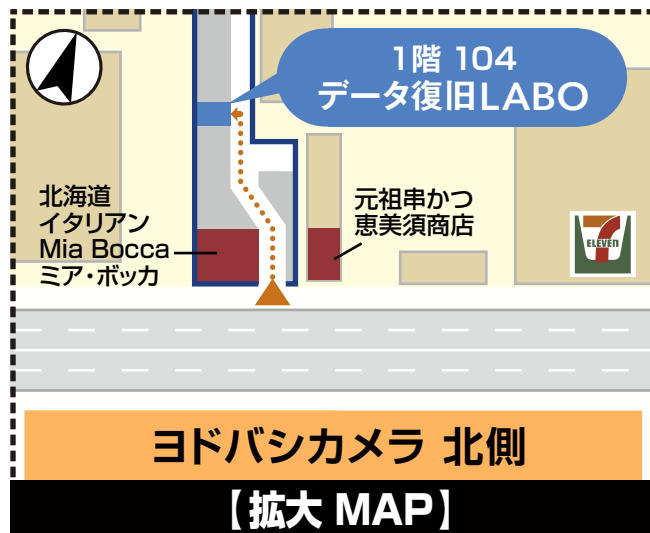 1階 104
データ復旧LABO
北海道
イタリアン
Mia Bocca
ミア・ボッカ
元祖串かつ
恵美須商店
7
ELEVEN
ヨドバシカメラ 北側
【拡大 MAP】